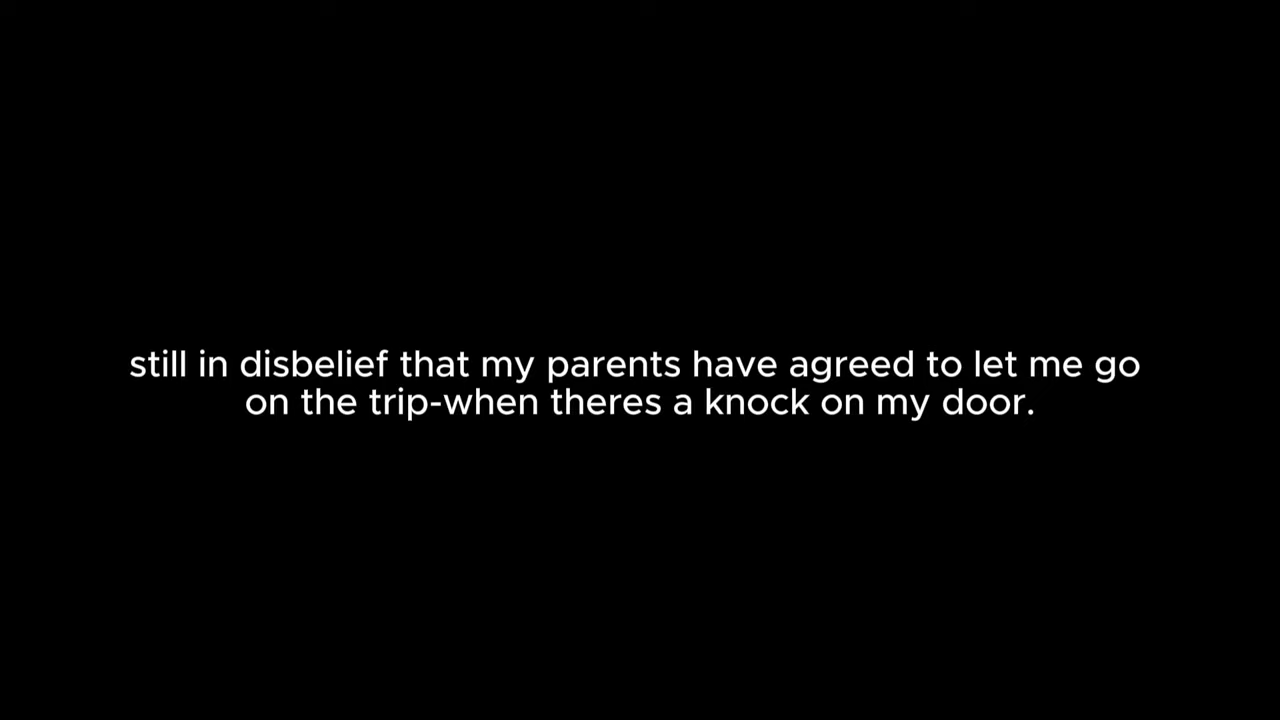 still in disbelief that my parents have agreed to let me go
on the trip-when theres a knock on my door.